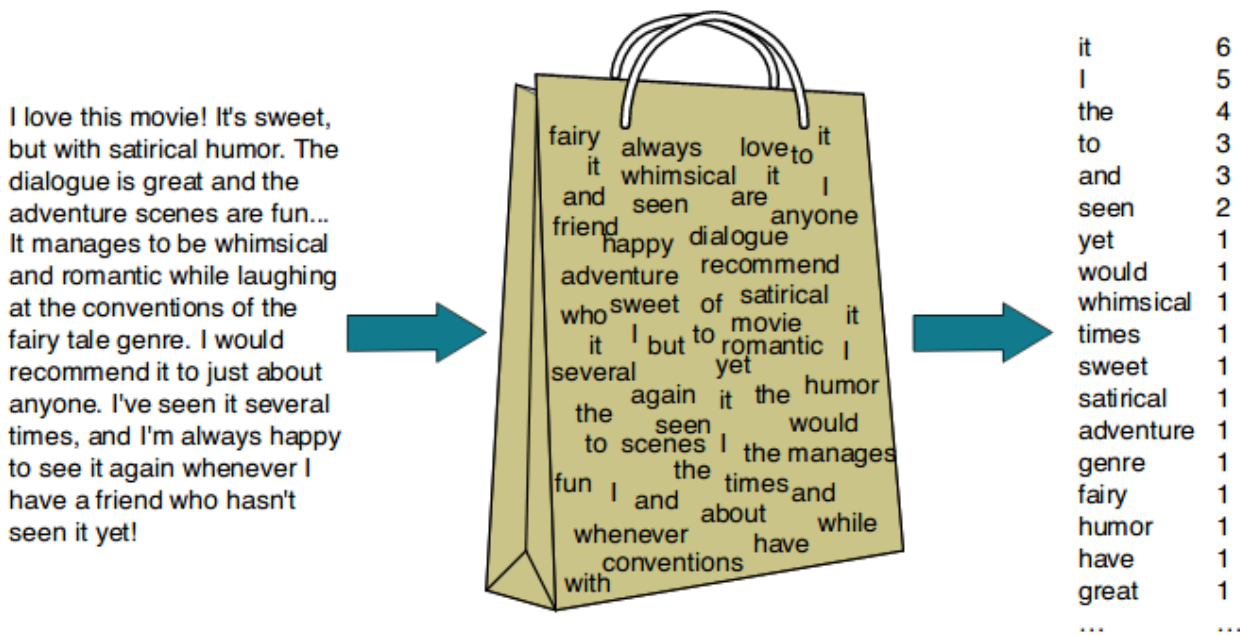 I love this movie! It's sweet,
but with satirical humor. The
dialogue is great and the
adventure scenes are fun...
It manages to be whimsical
and romantic while laughing
at the conventions of the
fairy tale genre. I would
recommend it to just about
anyone. I've seen it several
times, and I'm always happy
to see it again whenever I
have a friend who hasn't
seen it yet!
fairy always love to it
it whimsical it I
and seen are anyone
friend happy dialogue
adventure recommend
who sweet of satirical
it I but to movie it
romantic I
several yet
again it the humor
the seen would
to scenes I the manages
the times and
fun I and
about while
whenever have
conventions
with
it 6
I 5
the 4
to 3
and 3
seen 2
yet 1
would 1
whimsical 1
times 1
sweet 1
satirical 1
adventure 1
genre 1
fairy 1
humor 1
have 1
great 1
... ...